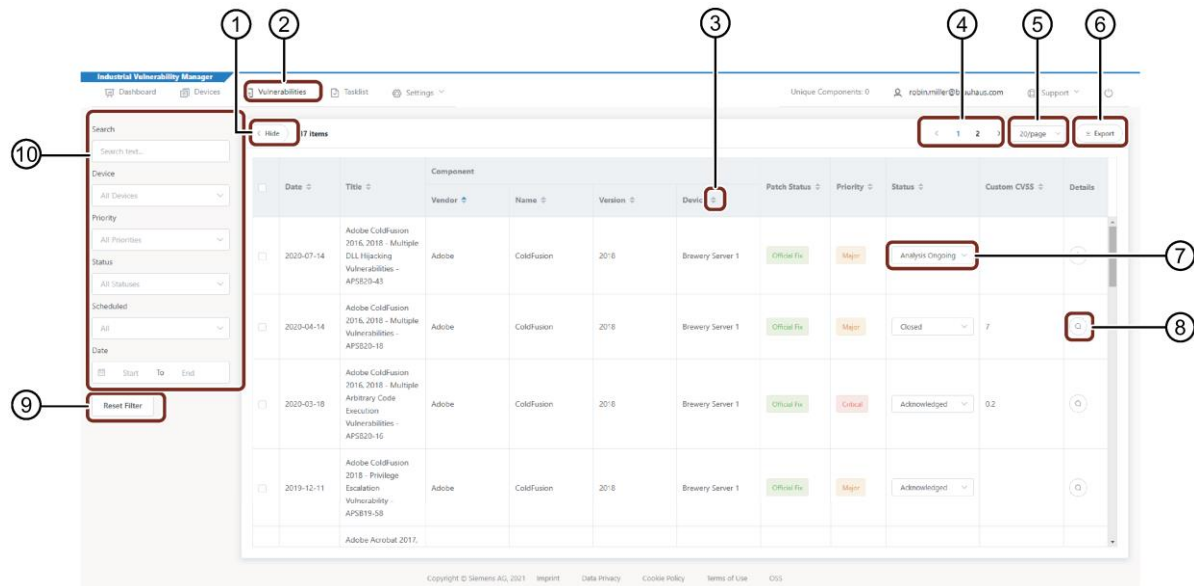 1 2 3 4 5 6
Industrial Vulnerability Manager
Dashboard Devices Vulnerabilities Tasklist Settings Unique Components: 0 robin.miller@brauhaus.com Support
Search
Hide 17 items 1 2 20/page Export
10
Search text...
Device
All Devices
Priority
All Priorities
Status
All Statuses
Scheduled
All
Date
Start To End
9
Reset Filter
Component
Date Title Patch Status Priority Status Custom CVSS Details
Vendor Name Version
Adobe ColdFusion
2016, 2018 - Multiple
DLL Hijacking
Vulnerabilities -
APSB20-43
2020-07-14 Adobe ColdFusion 2018 Brewery Server 1 Official Fix Major Analysis Ongoing
7
Adobe ColdFusion
2016, 2018 - Multiple
Vulnerabilities -
APSB20-18
2020-04-14 Adobe ColdFusion 2018 Brewery Server 1 Official Fix Major Closed 7
8
Adobe ColdFusion
2016, 2018 - Multiple
Arbitrary Code
Execution
Vulnerabilities -
APSB20-16
2020-03-18 Adobe ColdFusion 2018 Brewery Server 1 Official Fix Critical Acknowledged 0.2
Adobe ColdFusion
2018 - Privilege
Escalation
Vulnerability -
APSB19-58
2019-12-11 Adobe ColdFusion 2018 Brewery Server 1 Official Fix Major Acknowledged
Adobe Acrobat 2017,
Copyright © Siemens AG, 2021 Imprint Data Privacy Cookie Policy Terms of Use OSS